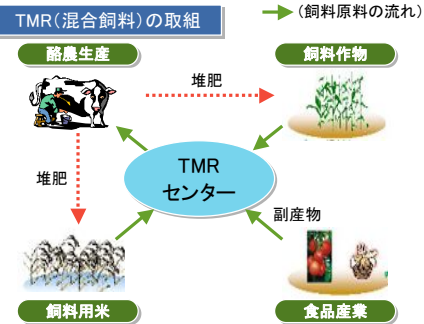 TMR(混合飼料)の取組
(飼料原料の流れ)
酪農生産
飼料作物
堆肥
堆肥
TMR
センター
副産物
飼料用米
食品産業